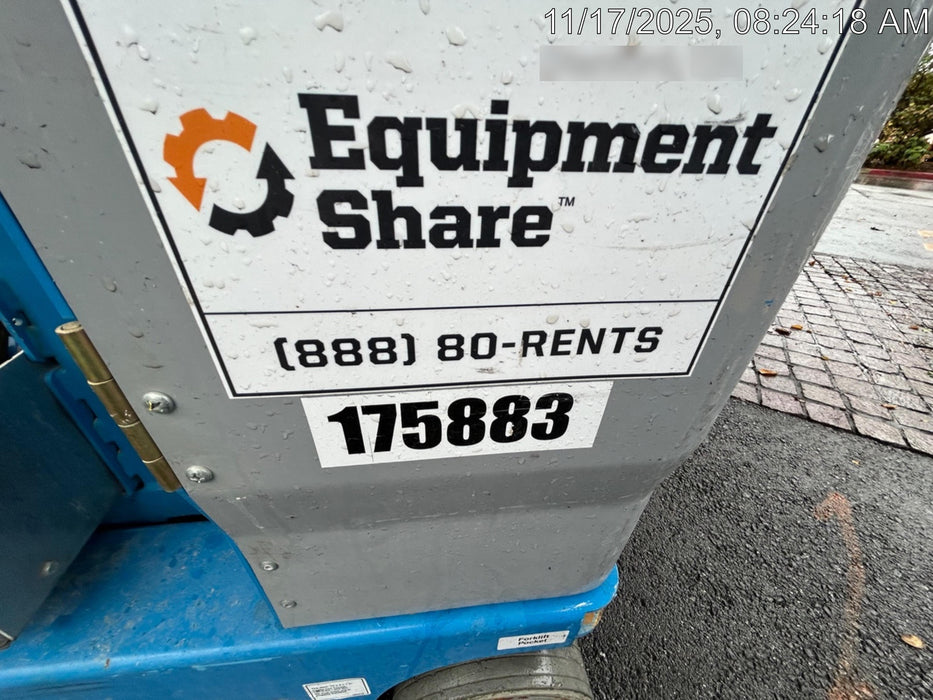 11/17/2025, 08:24:18 AM
Equipment
Share™
(888) 80-RENTS
175883
Forklift
Pocket